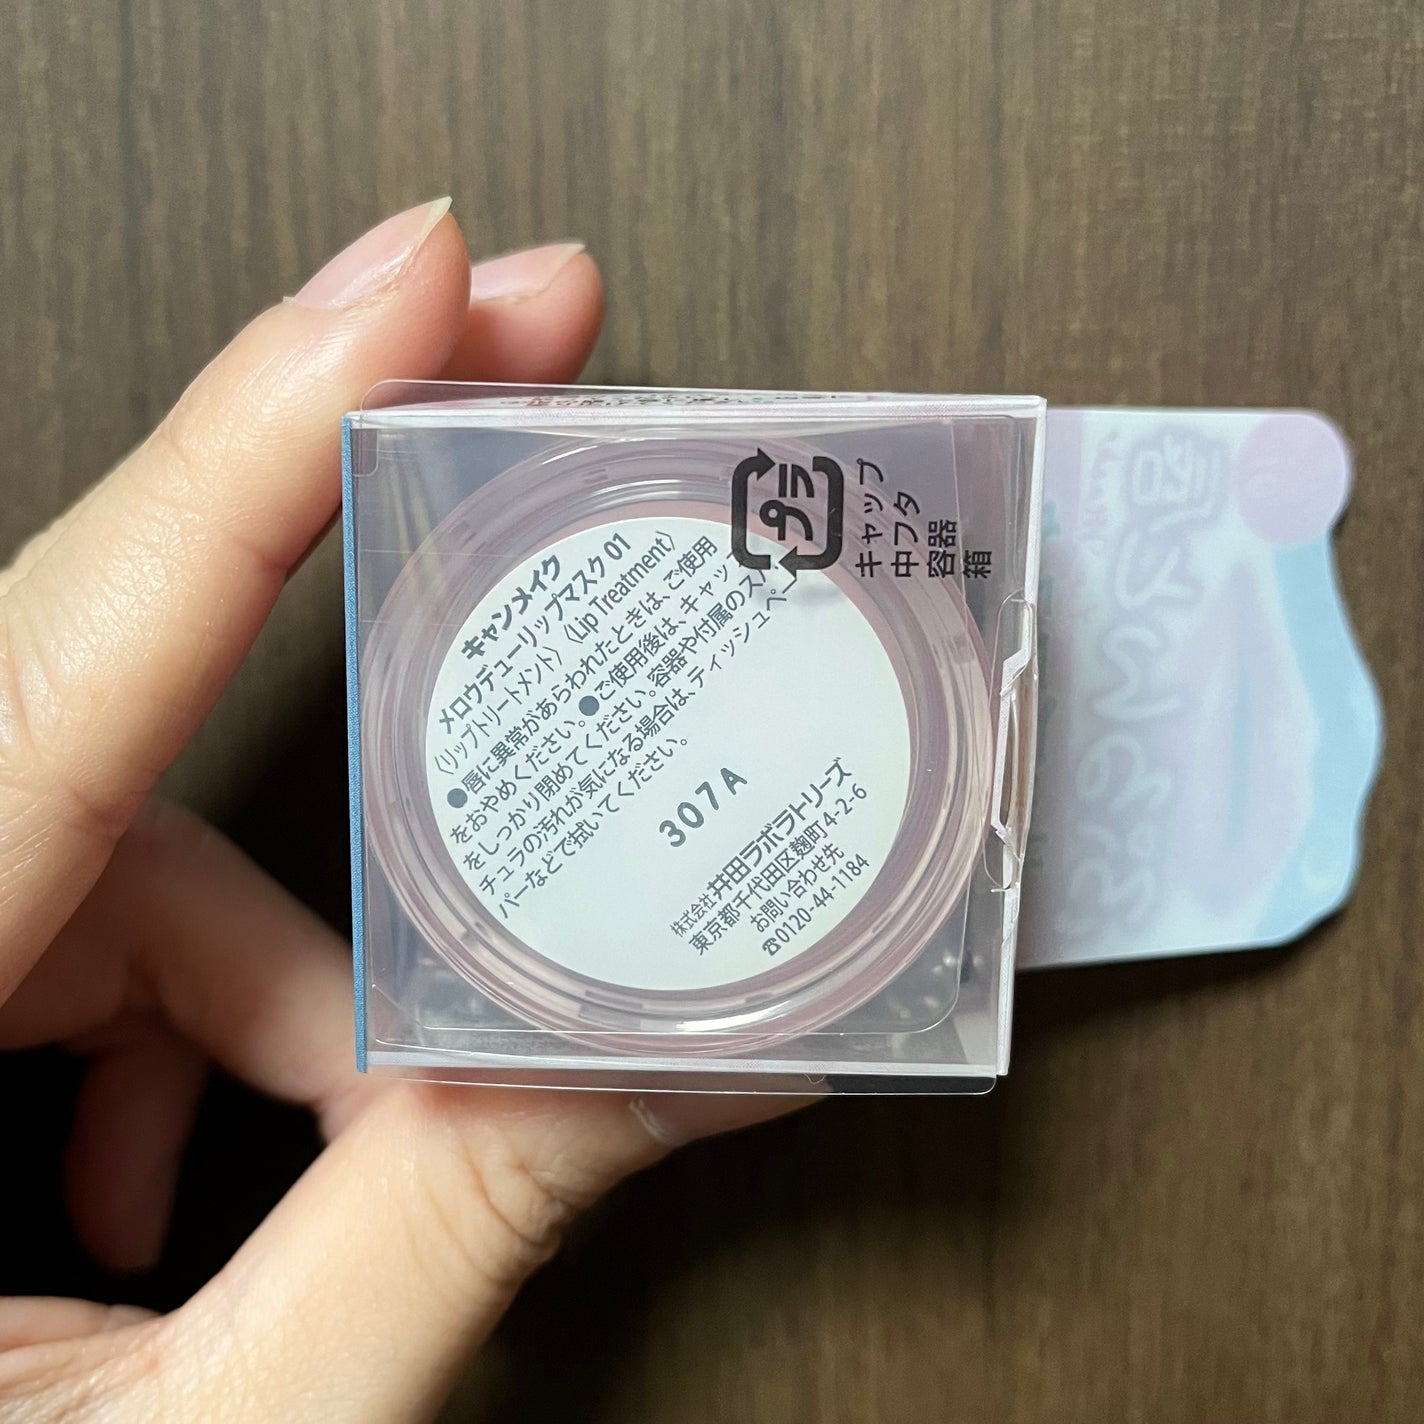 キャンメイク
メロウデューリップマスク 01
〈リップトリートメント〉〈Lip Treatment〉
●唇に異常があらわれたときは、ご使用
をおやめください。●ご使用後は、キャッ
をしっかり閉めてください。容器や付属のスパ
チュラの汚れが気になる場合は、ティッシュペー
パーなどで拭いてください。
307A
株式会社 井田ラボラトリーズ
東京都千代田区麹町4-2-6
お問い合わせ先
☎0120-44-1184
プラ
キャップ
中フタ
容器
箱